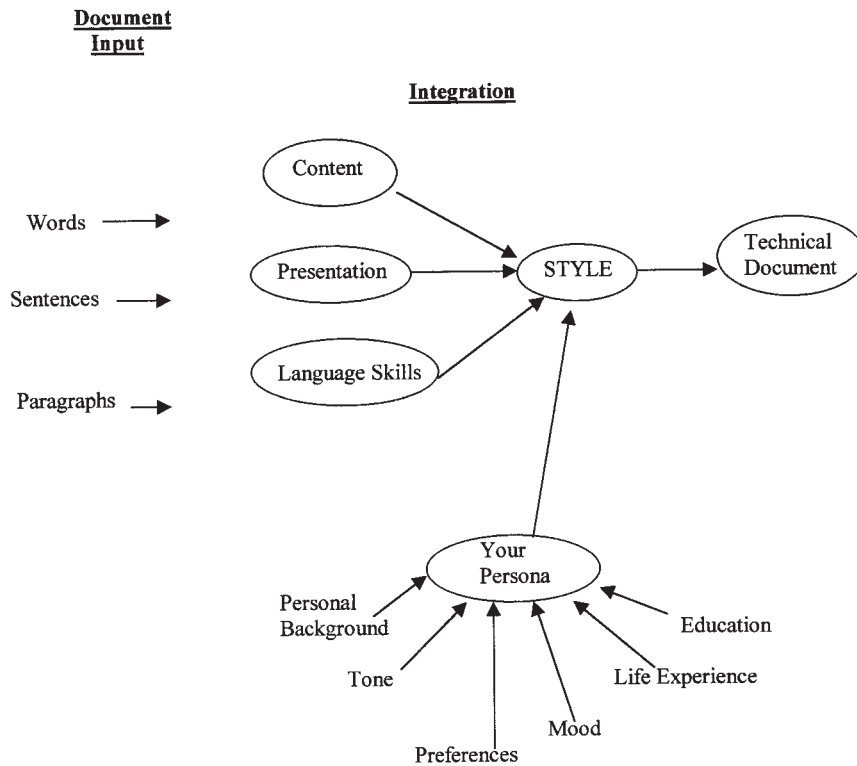 Document
Input
Integration
Content
Words
Presentation
STYLE
Technical
Document
Sentences
Language Skills
Paragraphs
Your
Persona
Personal
Background
Education
Tone
Life Experience
Mood
Preferences